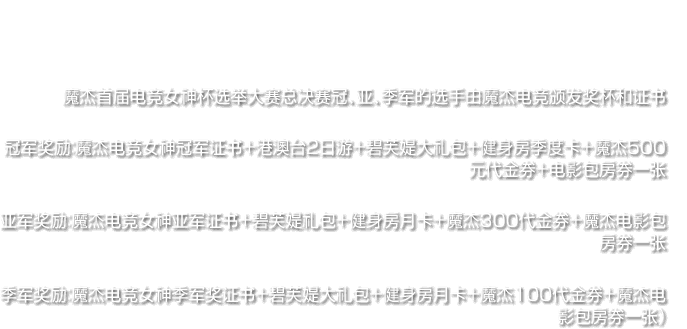 魔杰首届电竞女神杯选举大赛总决赛冠、亚、季军的选手由魔杰电竞颁发奖杯和证书
冠军奖励:魔杰电竞女神冠军证书+港澳台2日游+碧芙媞大礼包+健身房季度卡+魔杰500
元代金券+电影包房券一张
亚军奖励:魔杰电竞女神亚军证书+碧芙媞礼包+健身房月卡+魔杰300代金券+魔杰电影包
房券一张
季军奖励:魔杰电竞女神季军奖证书+碧芙媞大礼包+健身房月卡+魔杰100代金券+魔杰电
影包房券一张)